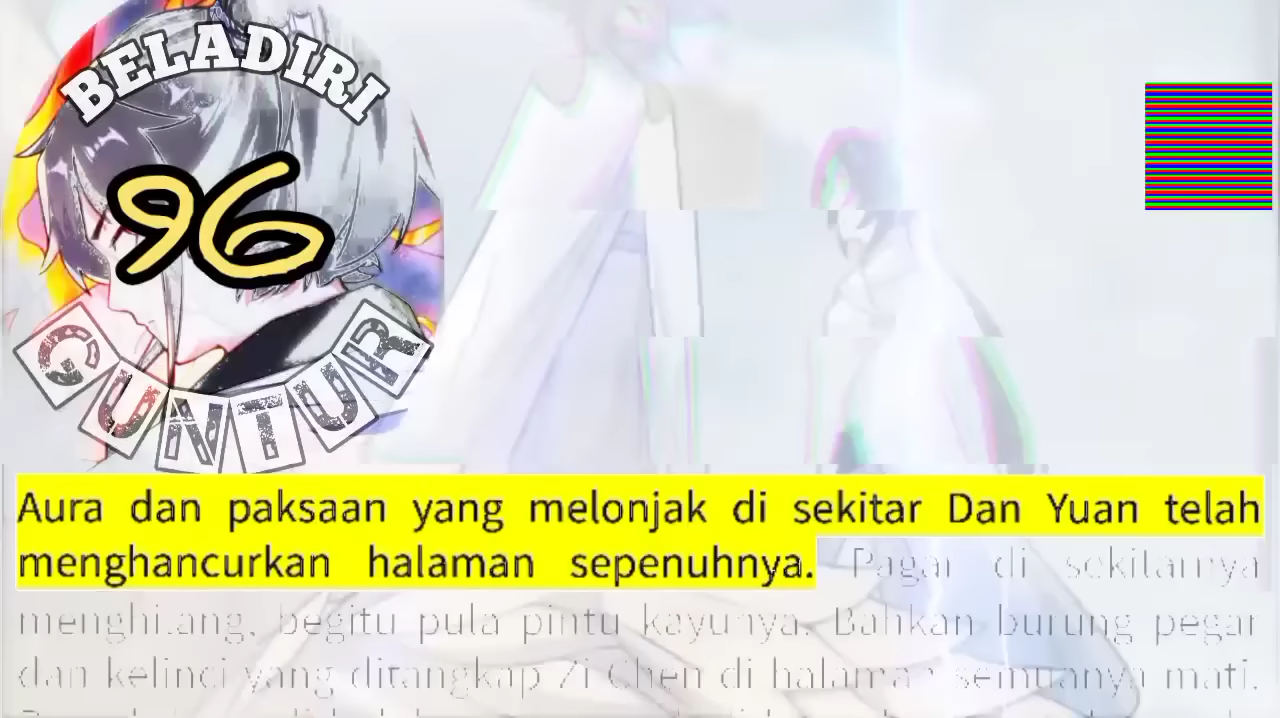 BELADIRI
96
GUNTUR
Aura dan paksaan yang melonjak di sekitar Dan Yuan telah
menghancurkan halaman sepenuhnya. Pagar di sekitarnya
menghilang, begitu pula pintu kayunya. Bahkan burung pegar
dan kelinci yang ditangkap Zi Chen di halaman semuanya mati.